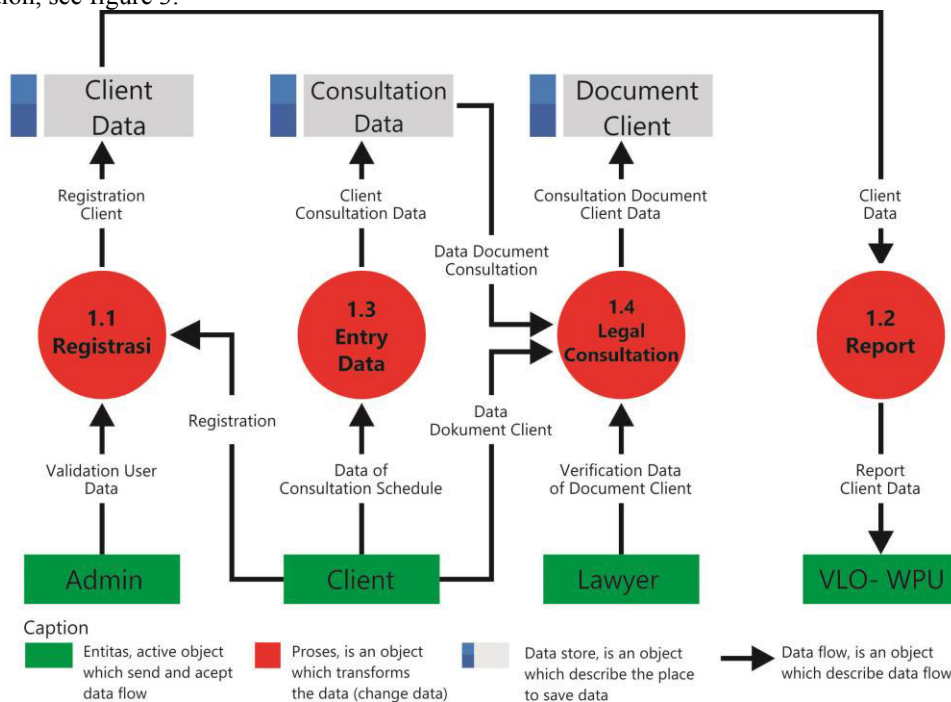 tion, see figure 3.
Client
Data
Consultation
Data
Document
Client
Registration
Client
Client
Consultation Data
Consultation Document
Client Data
Client
Data
Data Document
Consultation
1.1
Registrasi
1.3
Entry
Data
1.4
Legal
Consultation
1.2
Report
Registration
Data
Dokument Client
Validation User
Data
Data of
Consultation Schedule
Verification Data
of Document Client
Report
Client Data
Admin
Client
Lawyer
VLO- WPU
Caption
Entitas, active object
which send and acept
data flow
Proses, is an object
which transforms
the data (change data)
Data store, is an object
which describe the place
to save data
Data flow, is an object
which describe data flow